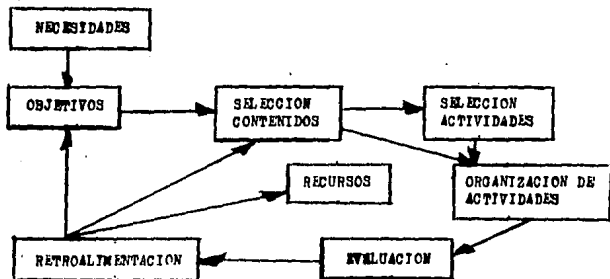 NECESIDADES
OBJETIVOS
SELECCION
CONTENIDOS
SELECCION
ACTIVIDADES
RECURSOS
ORGANIZACION DE
ACTIVIDADES
RETROALIMENTACION
EVALUACION